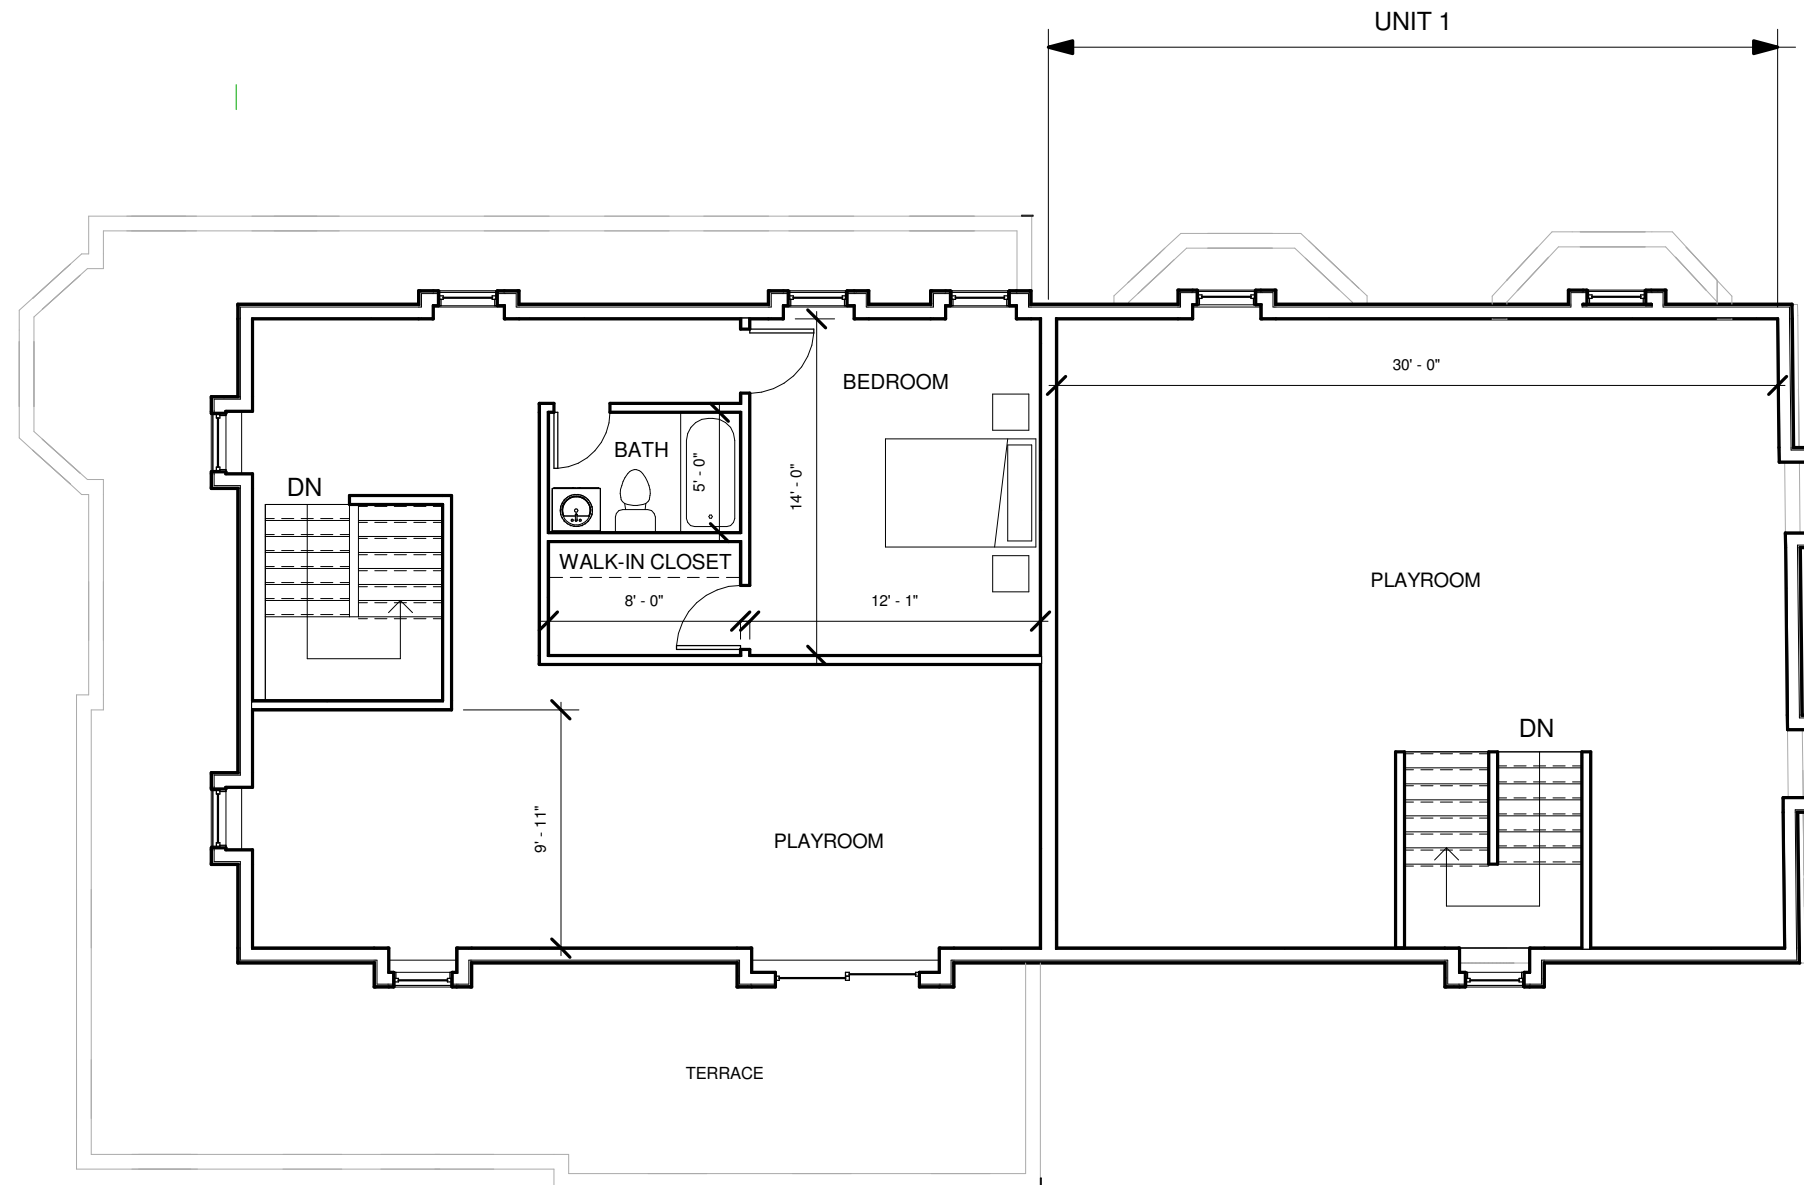 UNIT 1
30' - 0"
BEDROOM
BATH
5' - 0"
14' - 0"
DN
WALK-IN CLOSET
8' - 0"
12' - 1"
PLAYROOM
DN
9' - 11"
PLAYROOM
TERRACE